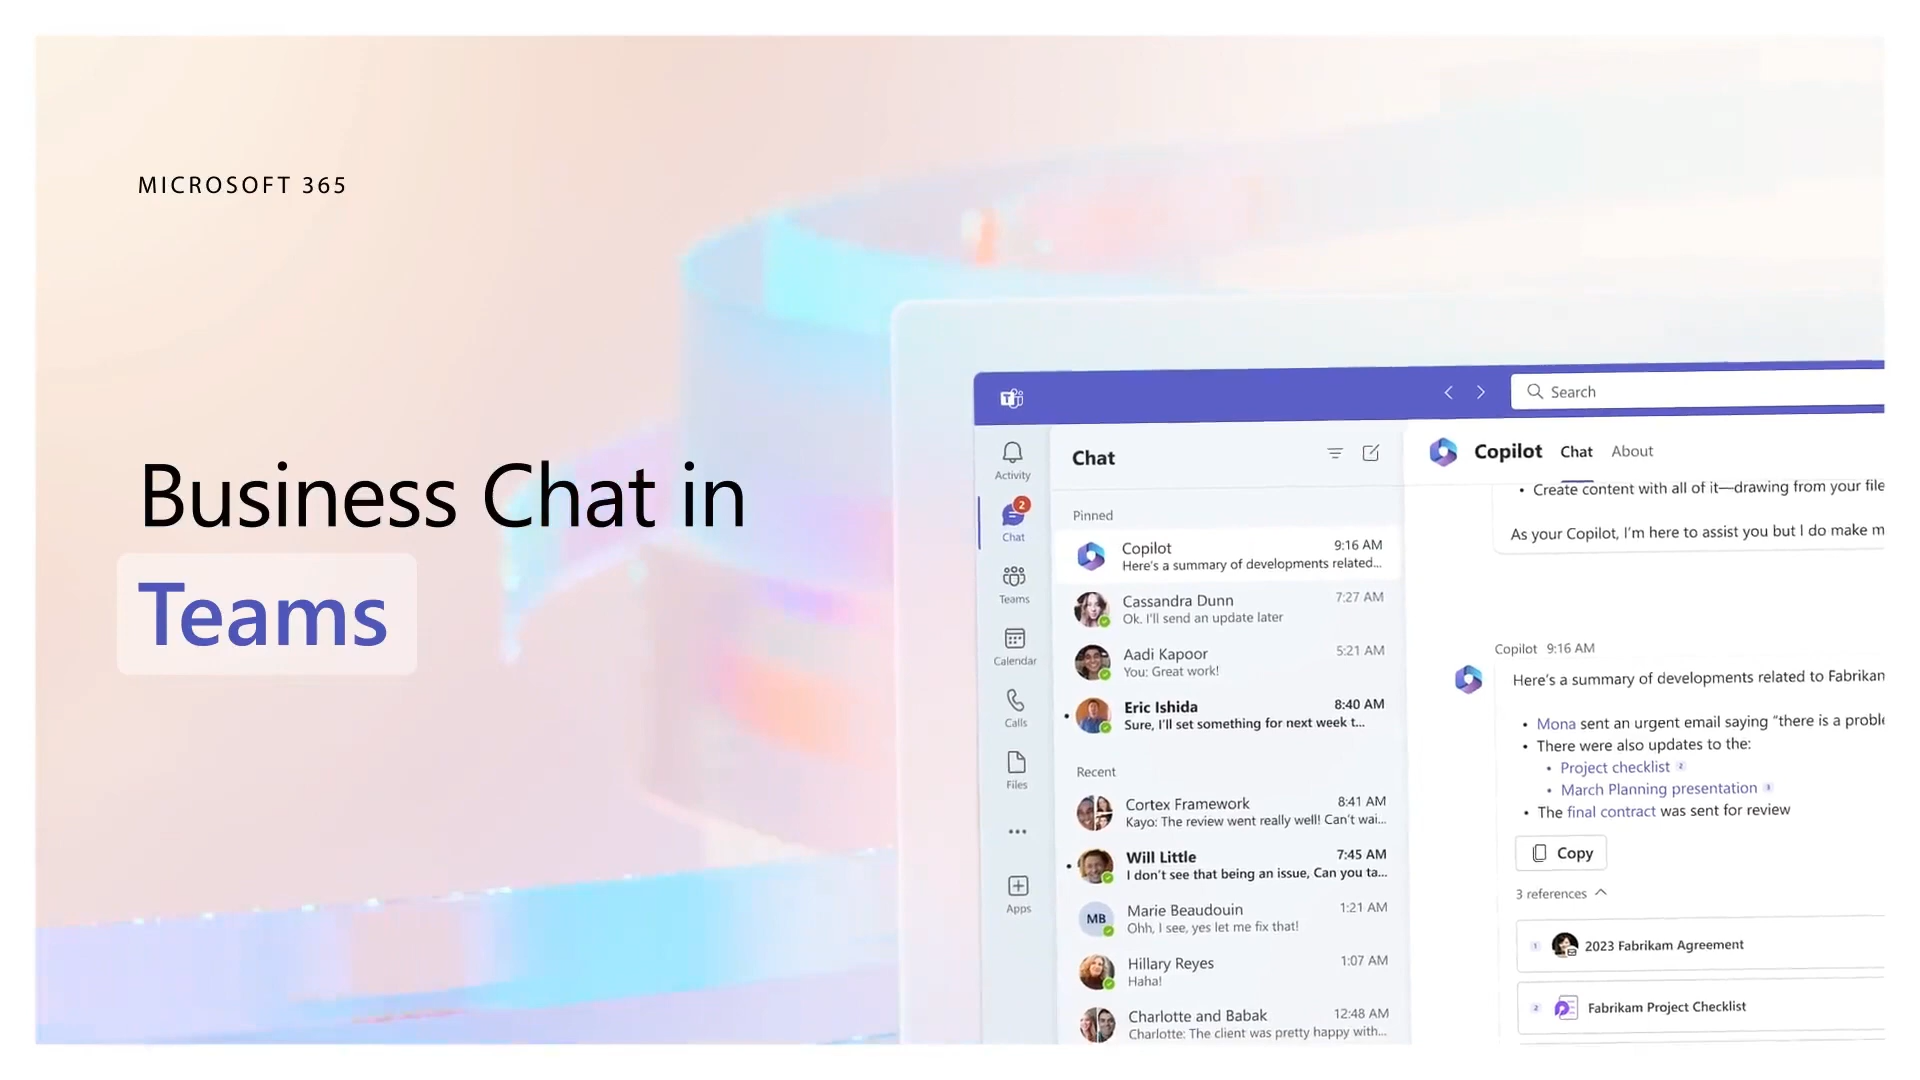 MICROSOFT 365
Business Chat in
Teams
Search
Activity
2
Chat
Teams
Calendar
Calls
Files
Apps
Chat
Pinned
Copilot 9:16 AM
Here's a summary of developments related...
Cassandra Dunn 7:27 AM
Ok. I'll send an update later
Aadi Kapoor 5:21 AM
You: Great work!
Eric Ishida 8:40 AM
Sure, I'll set something for next week t...
Recent
Cortex Framework 8:41 AM
Kayo: The review went really well! Can't wai...
Will Little 7:45 AM
I don't see that being an issue, Can you ta...
MB
Marie Beaudouin 1:21 AM
Ohh, I see, yes let me fix that!
Hillary Reyes 1:07 AM
Haha!
Charlotte and Babak 12:48 AM
Charlotte: The client was pretty happy with...
Copilot Chat About
• Create content with all of it—drawing from your file
As your Copilot, I'm here to assist you but I do make m
Copilot 9:16 AM
Here's a summary of developments related to Fabrikan
• Mona sent an urgent email saying "there is a proble
• There were also updates to the:
• Project checklist 2
• March Planning presentation 3
• The final contract was sent for review
Copy
3 references
1 2023 Fabrikam Agreement
2 Fabrikam Project Checklist